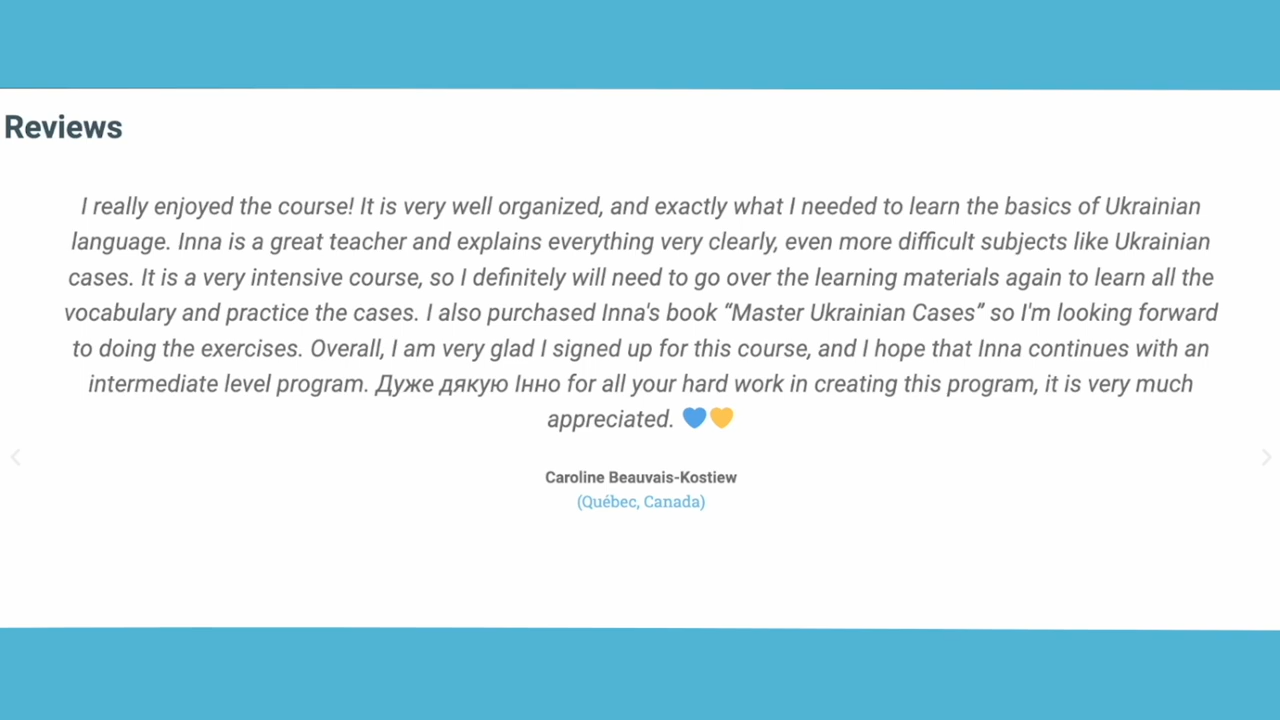 Reviews
I really enjoyed the course! It is very well organized, and exactly what I needed to learn the basics of Ukrainian
language. Inna is a great teacher and explains everything very clearly, even more difficult subjects like Ukrainian
cases. It is a very intensive course, so I definitely will need to go over the learning materials again to learn all the
vocabulary and practice the cases. I also purchased Inna's book “Master Ukrainian Cases” so I'm looking forward
to doing the exercises. Overall, I am very glad I signed up for this course, and I hope that Inna continues with an
intermediate level program. Дуже дякую Інно for all your hard work in creating this program, it is very much
appreciated. 💙💛
Caroline Beauvais-Kostiew
(Québec, Canada)